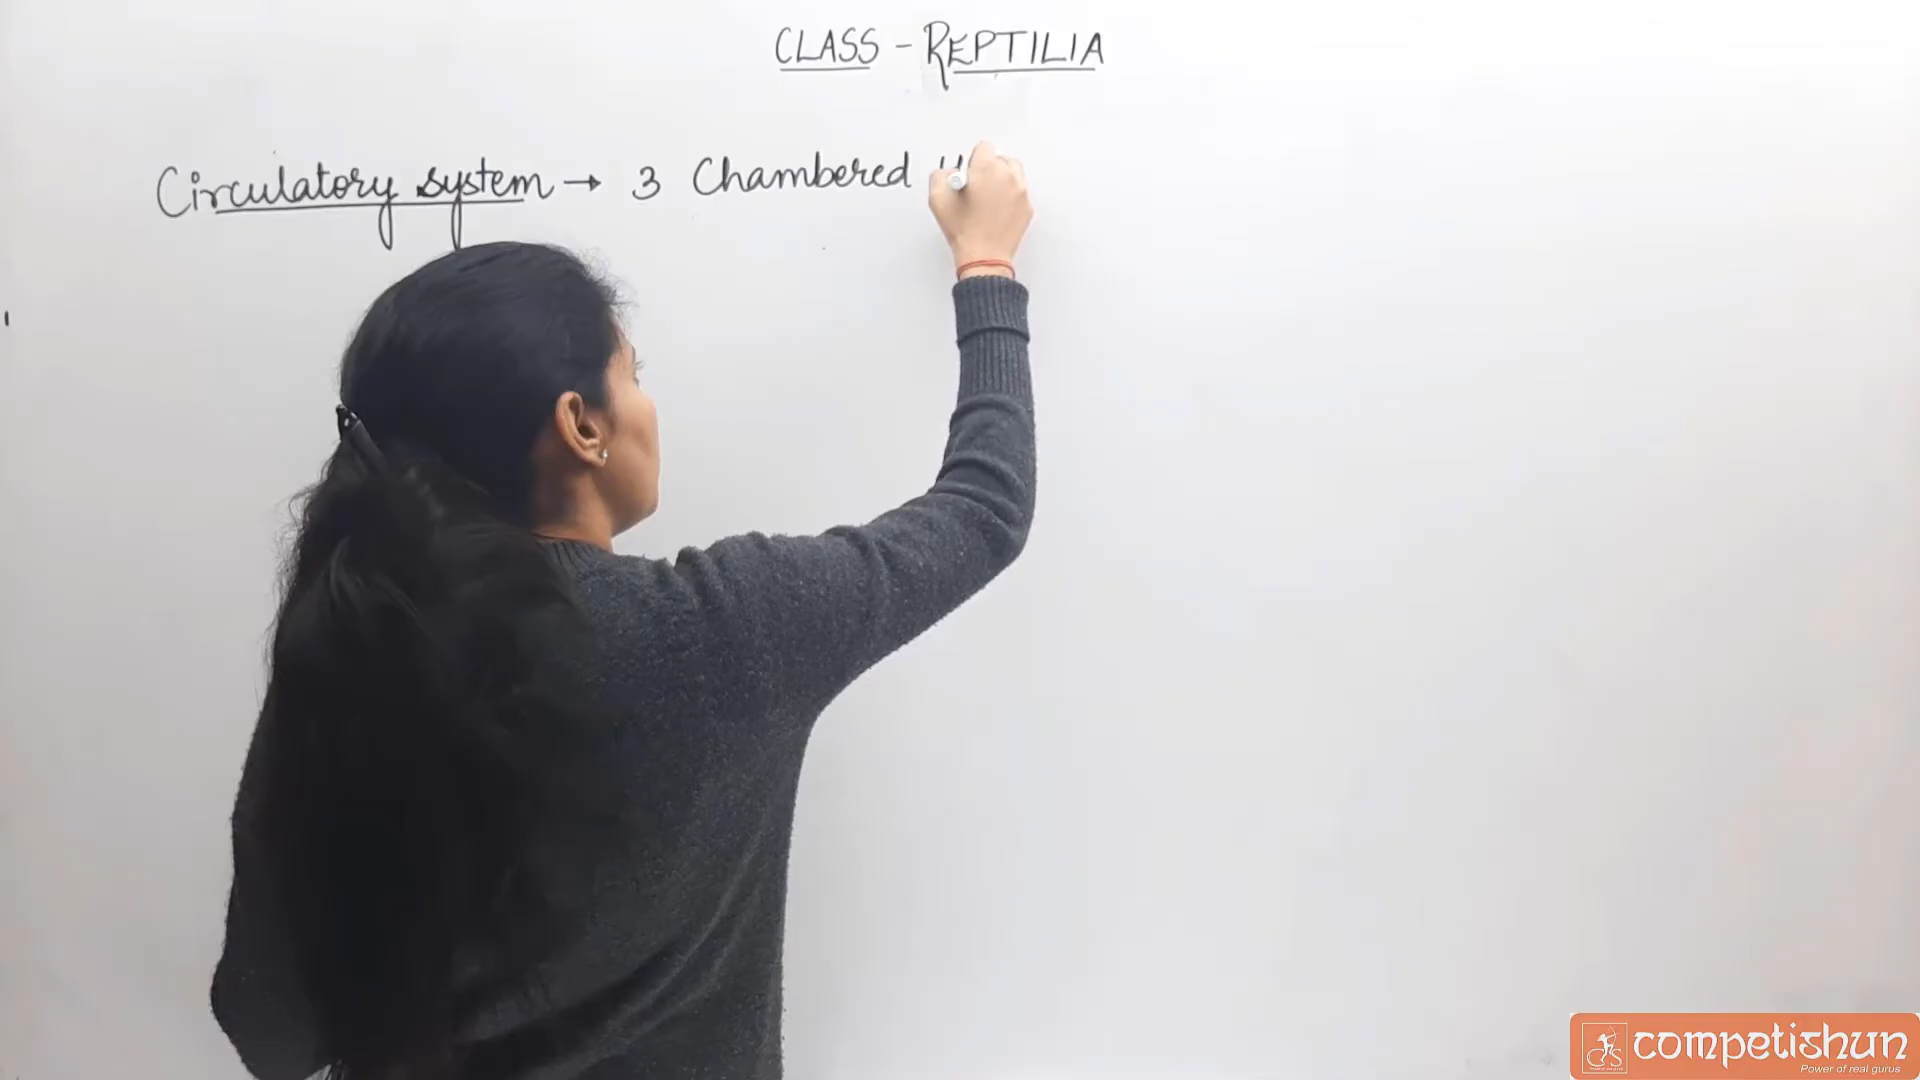 CLASS - REPTILIA
Circulatory system → 3 Chambered
competishun
Power of real gurus